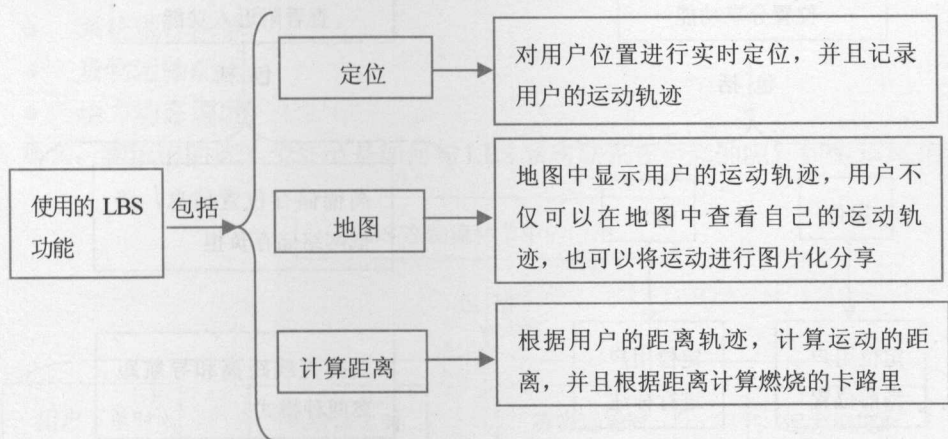 定位
对用户位置进行实时定位，并且记录
用户的运动轨迹
使用的 LBS
功能
包括
地图
地图中显示用户的运动轨迹，用户不
仅可以在地图中查看自己的运动轨
迹，也可以将运动进行图片化分享
计算距离
根据用户的距离轨迹，计算运动的距
离，并且根据距离计算燃烧的卡路里